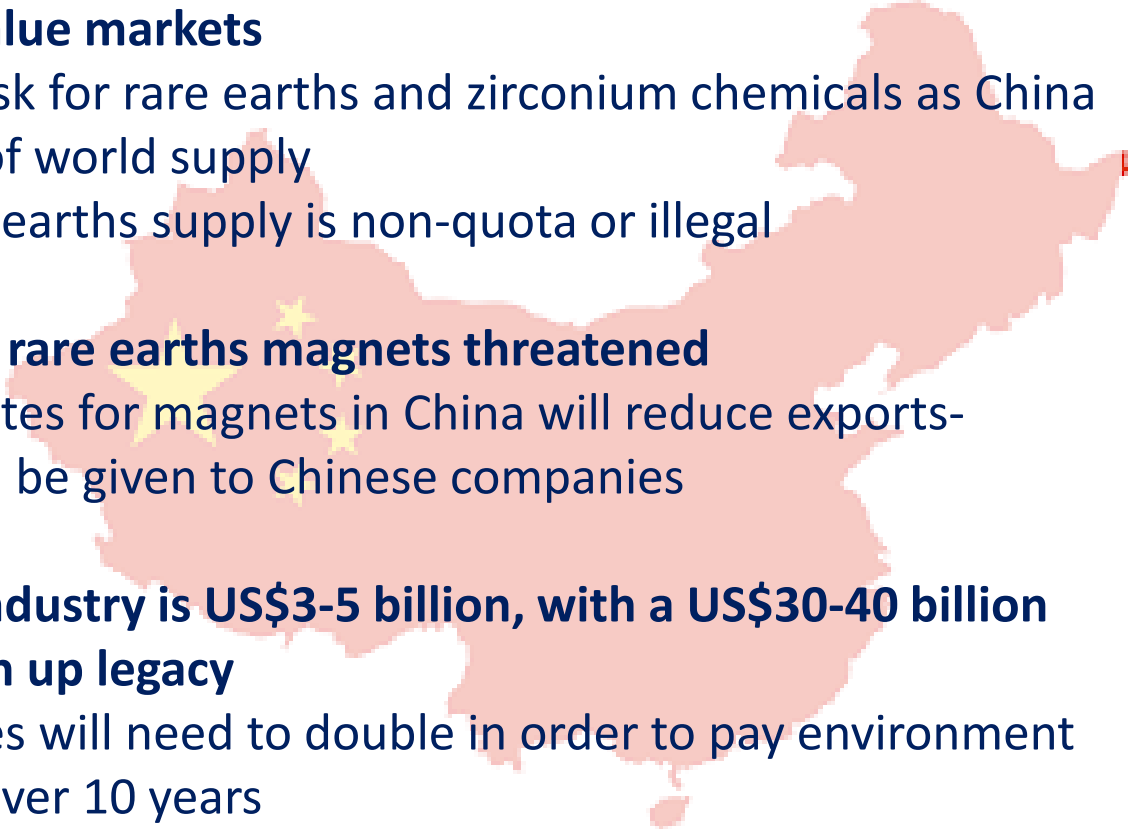 lue markets
sk for rare earths and zirconium chemicals as China
of world supply
earths supply is non-quota or illegal
rare earths magnets threatened
tes for magnets in China will reduce exports-
be given to Chinese companies
ndustry is US$3-5 billion, with a US$30-40 billion
n up legacy
es will need to double in order to pay environment
ver 10 years